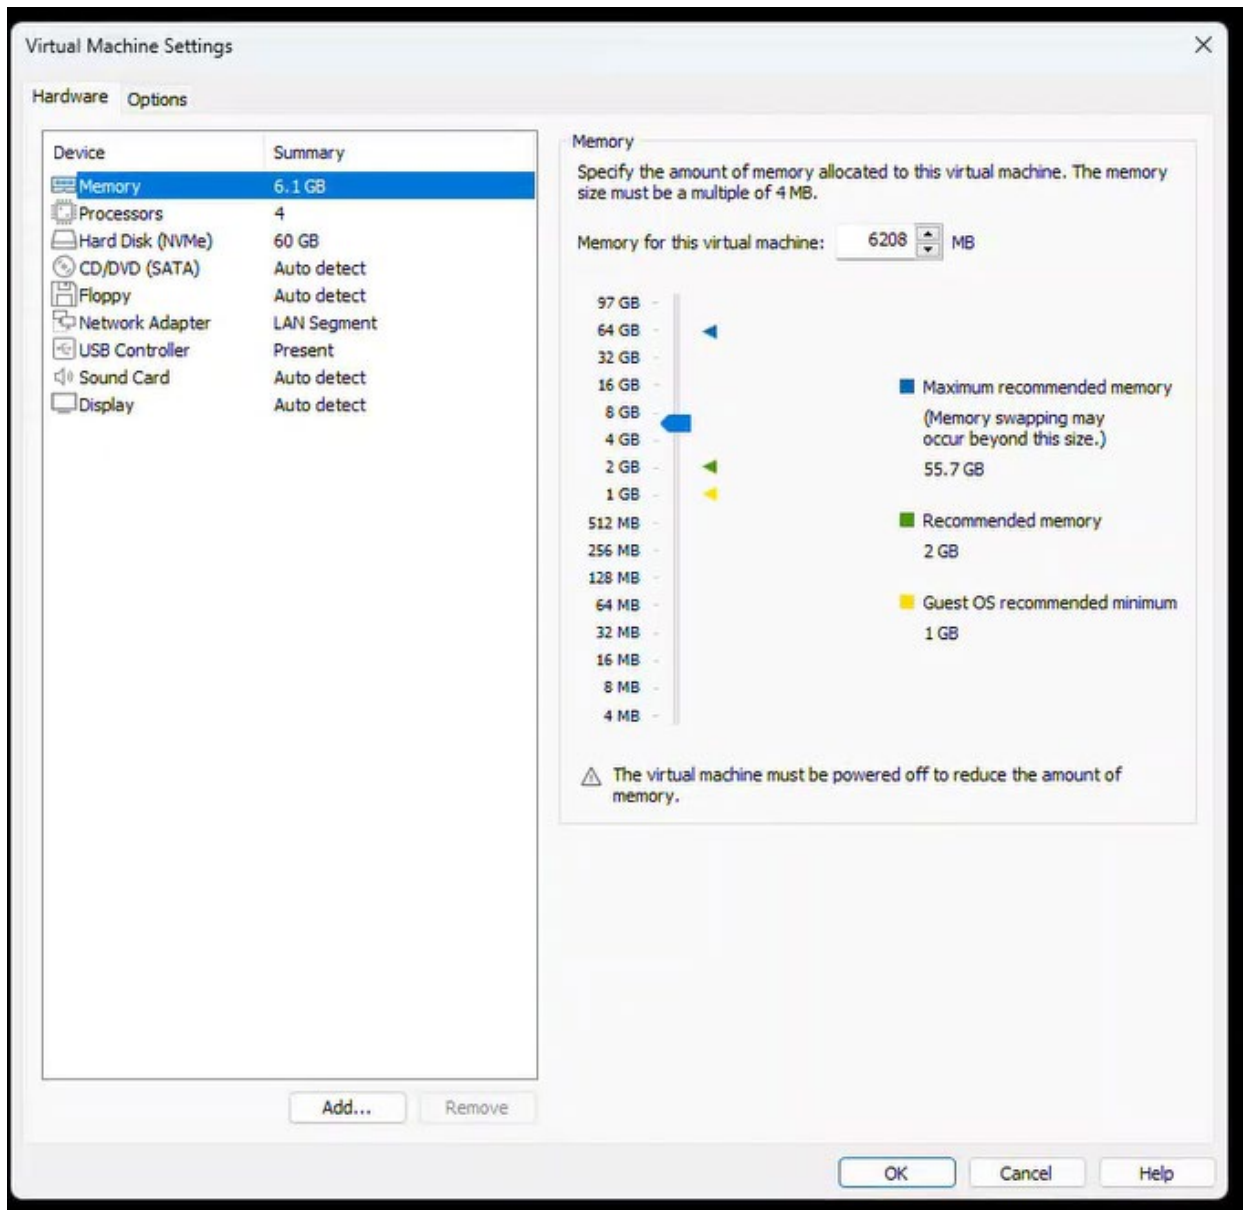 Virtual Machine Settings
Hardware Options
Device Summary
Memory 6.1 GB
Processors 4
Hard Disk (NVMe) 60 GB
CD/DVD (SATA) Auto detect
Floppy Auto detect
Network Adapter LAN Segment
USB Controller Present
Sound Card Auto detect
Display Auto detect
Add... Remove
Memory
Specify the amount of memory allocated to this virtual machine. The memory
size must be a multiple of 4 MB.
Memory for this virtual machine: 6208 MB
97 GB
64 GB
32 GB
16 GB
8 GB
4 GB
2 GB
1 GB
512 MB
256 MB
128 MB
64 MB
32 MB
16 MB
8 MB
4 MB
Maximum recommended memory
(Memory swapping may
occur beyond this size.)
55.7 GB
Recommended memory
2 GB
Guest OS recommended minimum
1 GB
The virtual machine must be powered off to reduce the amount of
memory.
OK Cancel Help